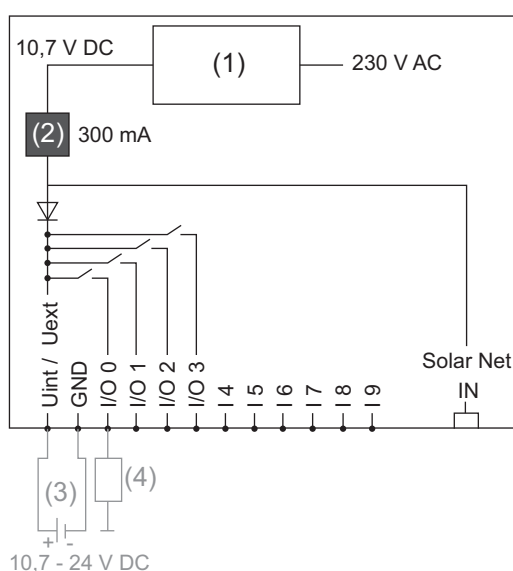 10,7 V DC
(1)
230 V AC
(2)
300 mA
Uint / Uext
GND
I/O 0
I/O 1
I/O 2
I/O 3
I 4
I 5
I 6
I 7
I 8
I 9
Solar Net
IN
(3)
(4)
+ -
10,7 - 24 V DC